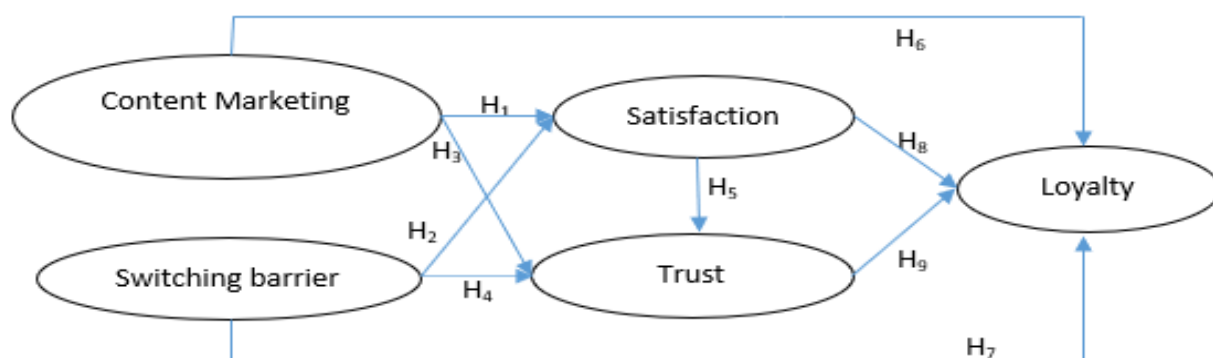 H₆
Content Marketing
H₁
Satisfaction
H₃
H₈
H₅
Loyalty
H₂
Switching barrier
H₄
Trust
H₉
H₇